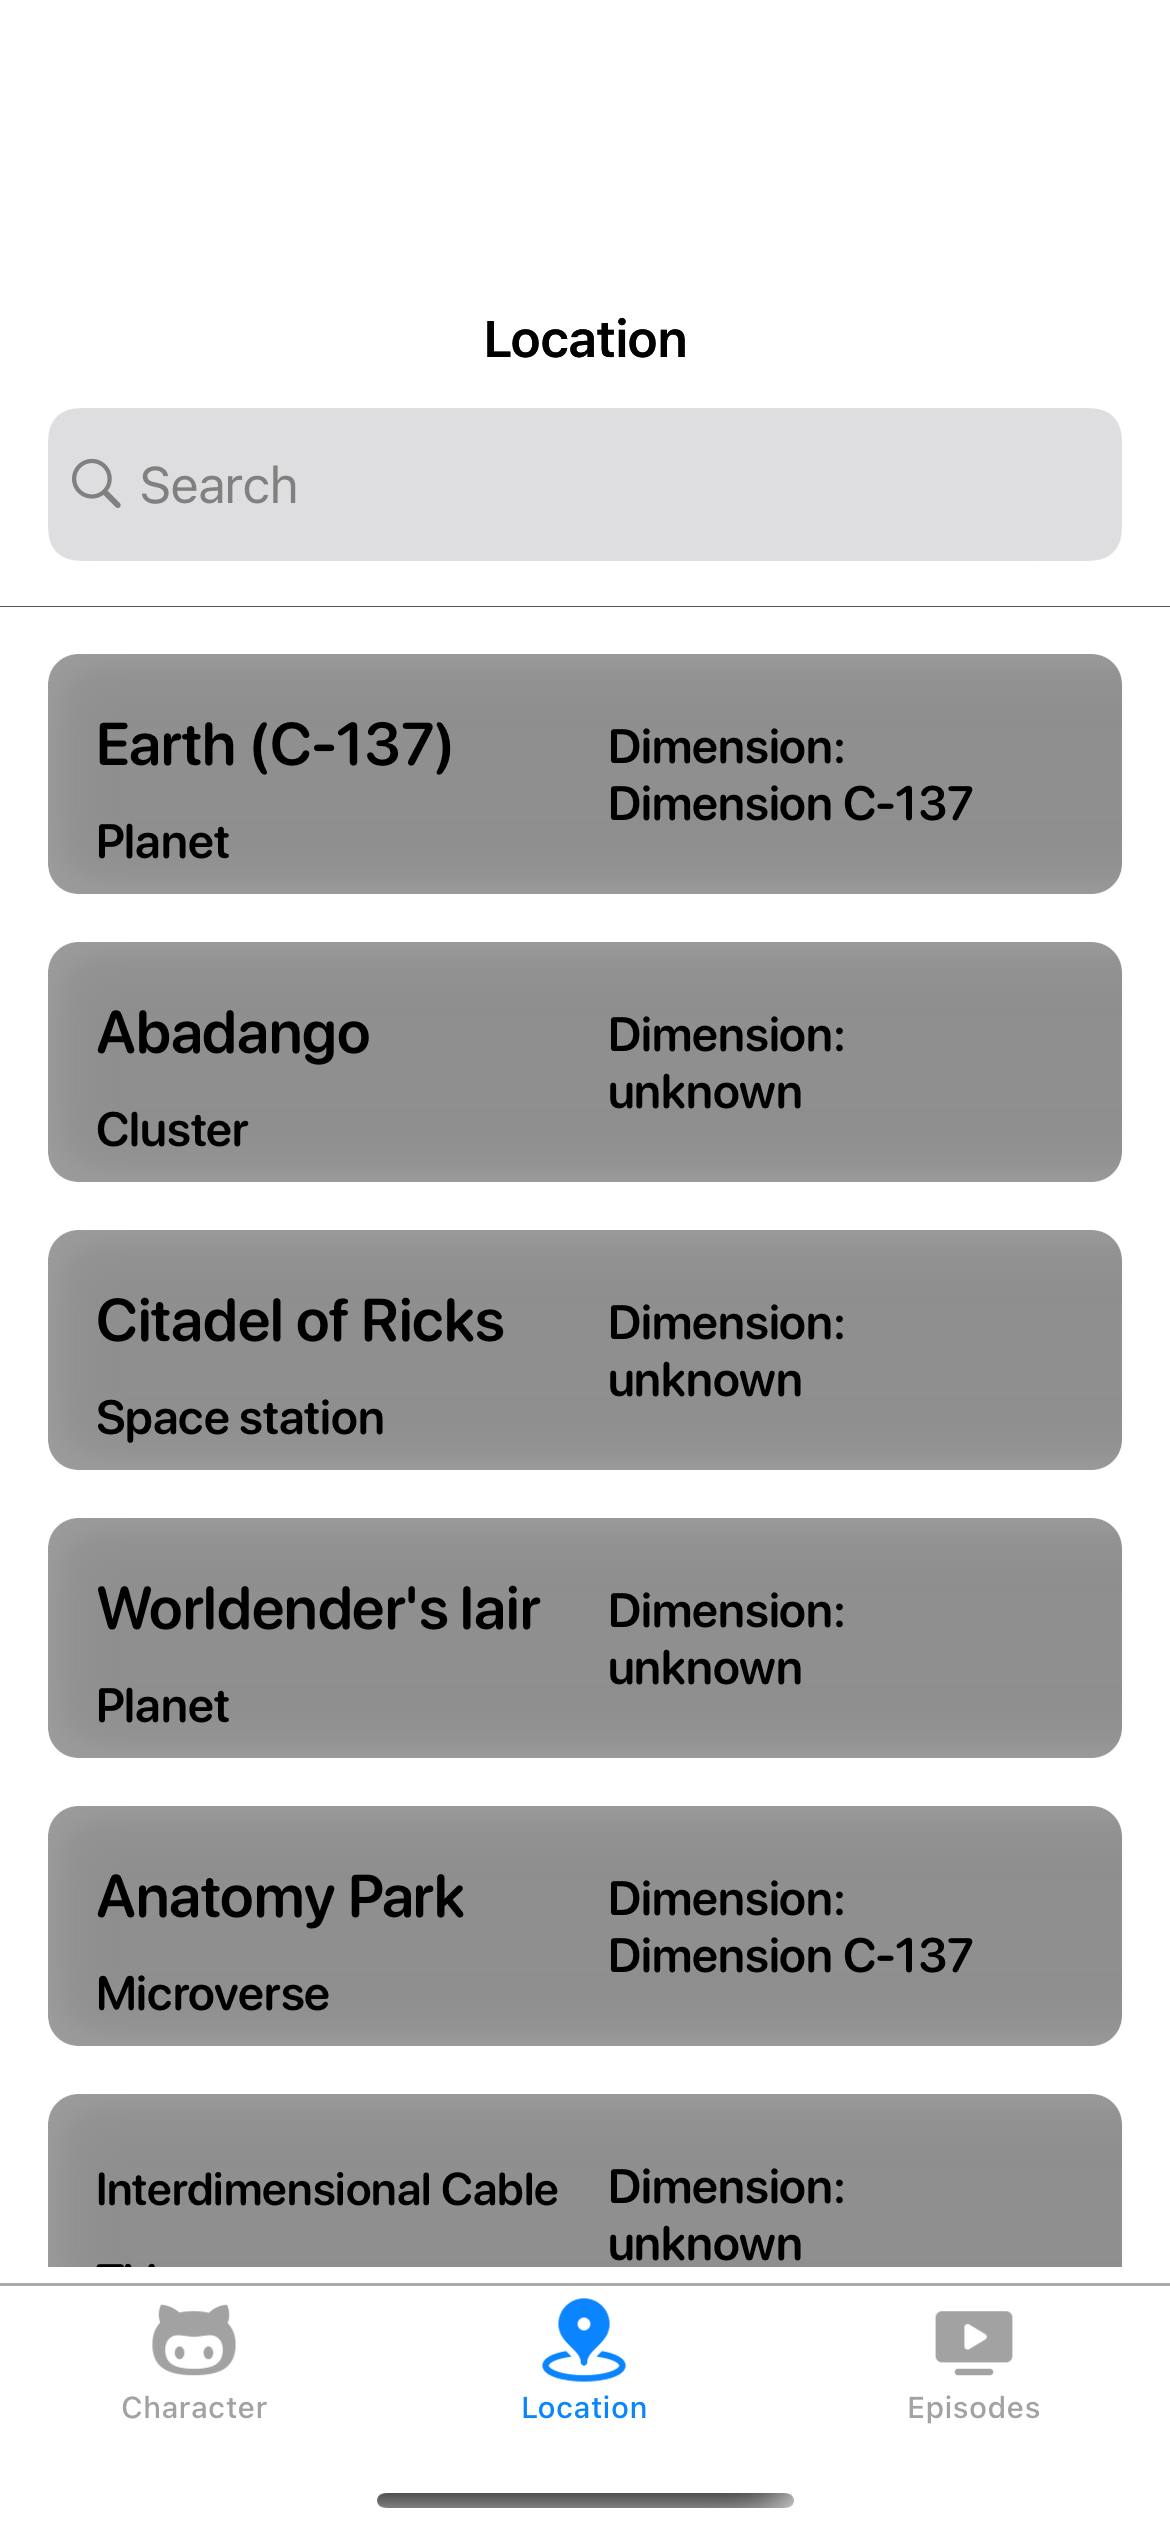 Location
Search
Earth (C-137)
Planet
Dimension:
Dimension C-137
Abadango
Cluster
Dimension:
unknown
Citadel of Ricks
Space station
Dimension:
unknown
Worldender's lair
Planet
Dimension:
unknown
Anatomy Park
Microverse
Dimension:
Dimension C-137
Interdimensional Cable
Dimension:
unknown
Character
Location
Episodes